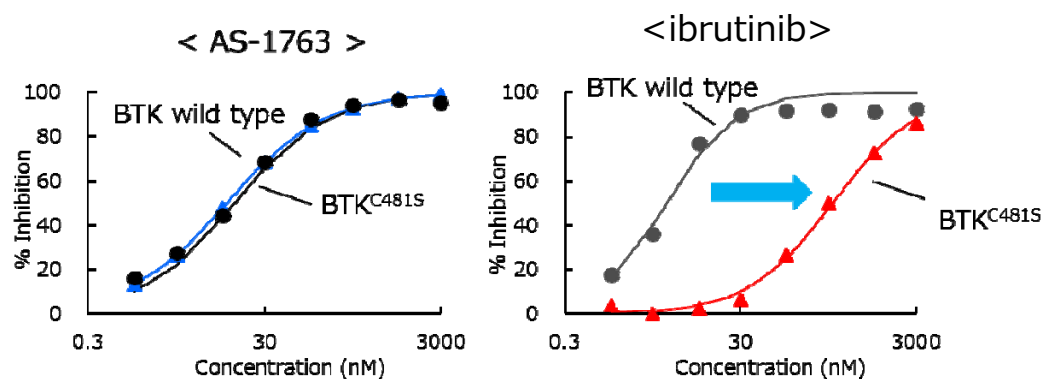 < AS-1763 >
100
80
60
40
20
0
% Inhibition
BTK wild type
BTKC481S
0.3
30
3000
Concentration (nM)
<ibrutinib>
100
80
60
40
20
0
% Inhibition
BTK wild type
BTKC481S
0.3
30
3000
Concentration (nM)